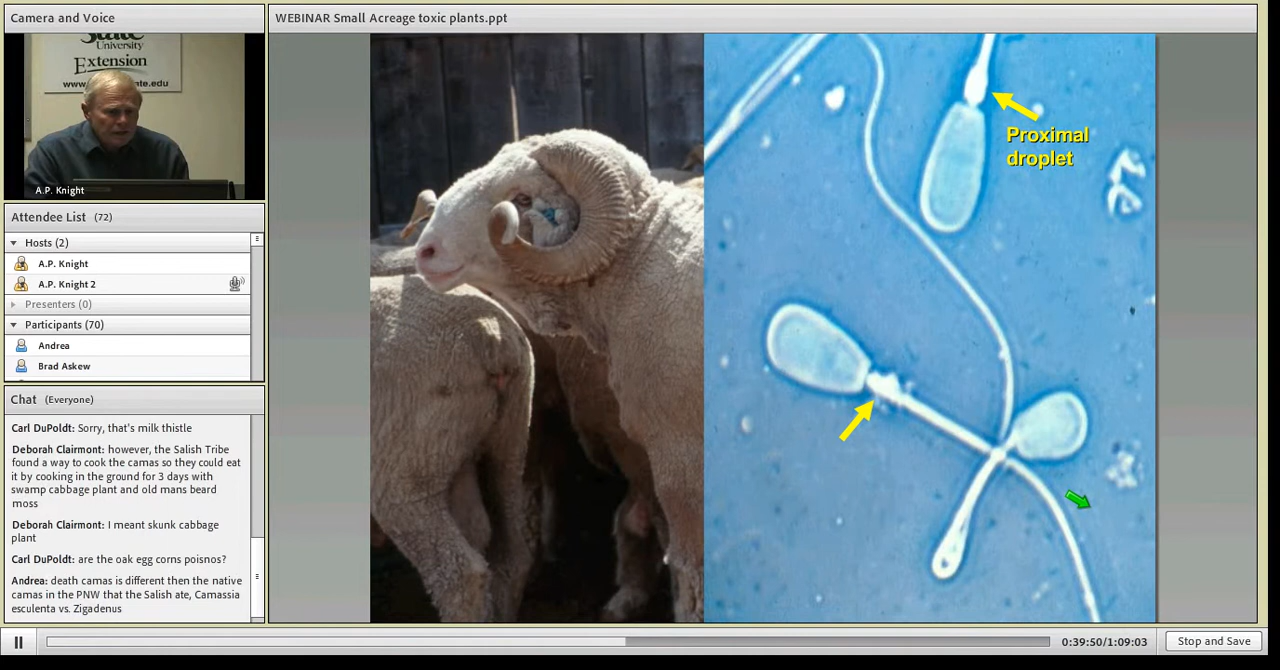 Camera and Voice
State
University
Extension
A.P. Knight
Attendee List (72)
Hosts (2)
A.P. Knight
A.P. Knight 2
Presenters (0)
Participants (70)
Andrea
Brad Askew
Chat (Everyone)
Carl DuPoldt: Sorry, that's milk thistle
Deborah Clairmont: however, the Salish Tribe
found a way to cook the camas so they could eat
it by cooking in the ground for 3 days with
swamp cabbage plant and old mans beard
moss
Deborah Clairmont: I meant skunk cabbage
plant
Carl DuPoldt: are the oak egg corns poisnos?
Andrea: death camas is different then the native
camas in the PNW that the Salish ate, Camassia
esculenta vs. Zigadenus
WEBINAR Small Acreage toxic plants.ppt
Proximal
droplet
0:39:50/1:09:03
Stop and Save